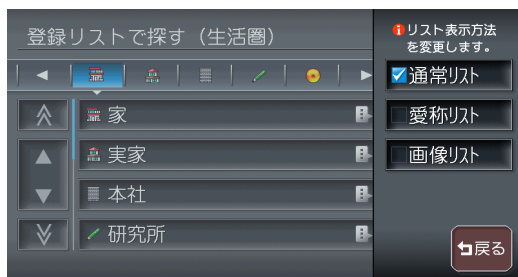 登録リストで探す（生活圏）
家
実家
本社
研究所
リスト表示方法
を変更します。
通常リスト
愛称リスト
画像リスト
戻る